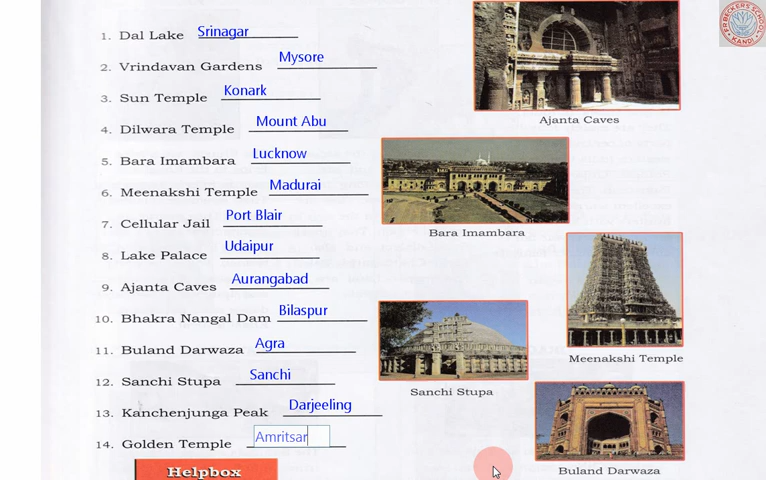 1. Dal Lake Srinagar
2. Vrindavan Gardens Mysore
3. Sun Temple Konark
4. Dilwara Temple Mount Abu
5. Bara Imambara Lucknow
6. Meenakshi Temple Madurai
7. Cellular Jail Port Blair
8. Lake Palace Udaipur
9. Ajanta Caves Aurangabad
10. Bhakra Nangal Dam Bilaspur
11. Buland Darwaza Agra
12. Sanchi Stupa Sanchi
13. Kanchenjunga Peak Darjeeling
14. Golden Temple Amritsar
Helpbox
Ajanta Caves
Bara Imambara
Meenakshi Temple
Sanchi Stupa
Buland Darwaza
KANDI